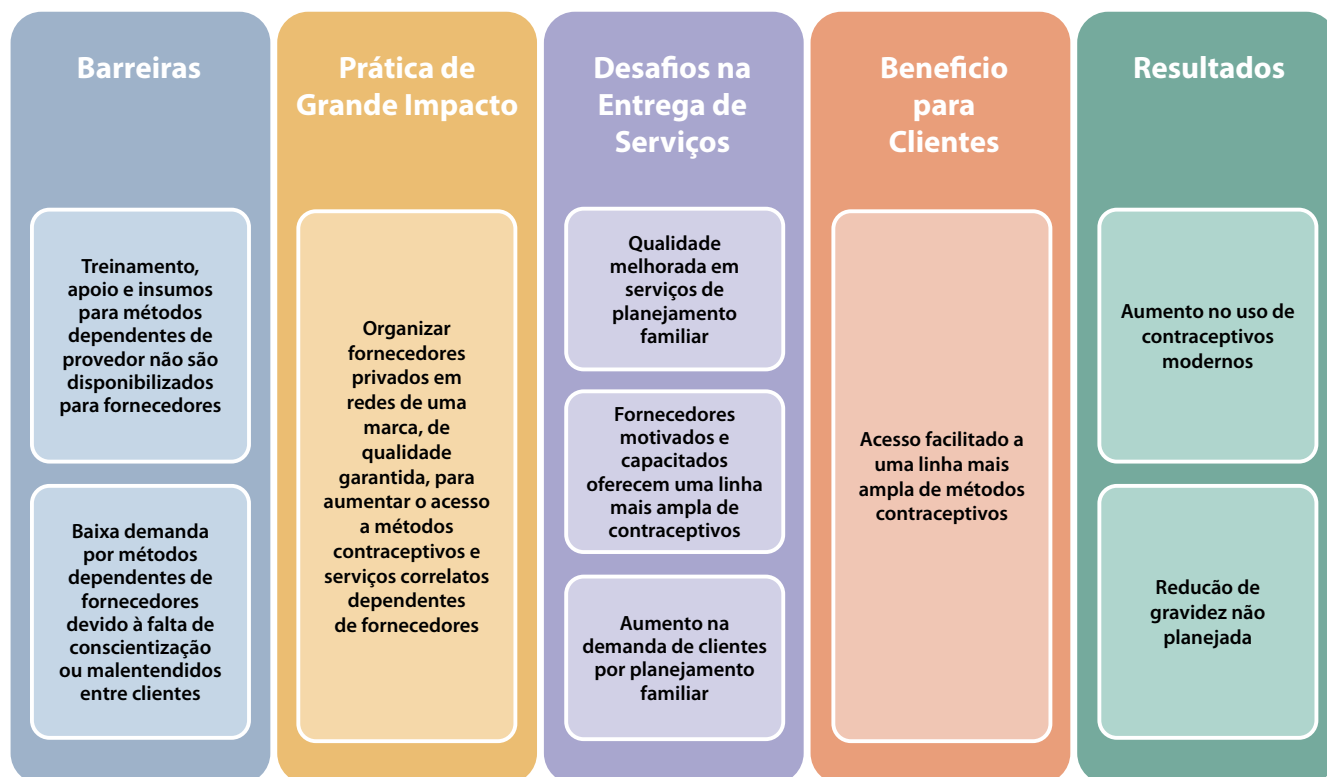 Barreiras
Treinamento,
apoio e insumos
para métodos
dependentes de
provedor não são
disponibilizados
para fornecedores
Baixa demanda
por métodos
dependentes de
fornecedores
devido à falta de
conscientização
ou malentendidos
entre clientes
Prática de
Grande Impacto
Organizar
fornecedores
privados em
redes de uma
marca, de
qualidade
garantida, para
aumentar o acesso
a métodos
contraceptivos e
serviços correlatos
dependentes
de fornecedores
Desafios na
Entrega de
Serviços
Qualidade
melhorada em
serviços de
planejamento
familiar
Fornecedores
motivados e
capacitados
oferecem uma linha
mais ampla de
contraceptivos
Aumento na
demanda de clientes
por planejamento
familiar
Beneficio
para
Clientes
Acesso facilitado a
uma linha mais
ampla de métodos
contraceptivos
Resultados
Aumento no uso de
contraceptivos
modernos
Reducão de
gravidez não
planejada